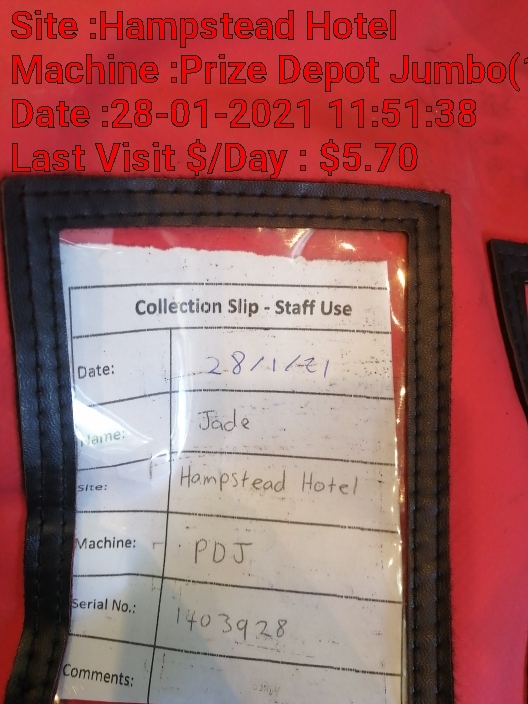 Site :Hampstead Hotel
Machine :Prize Depot Jumbo(
Date :28-01-2021 11:51:38
Last Visit $/Day : $5.70
Collection Slip - Staff Use
Date: 28/1/21
Name: Jade
Site: Hampstead Hotel
Machine: PDJ
Serial No.: 1403928
Comments: